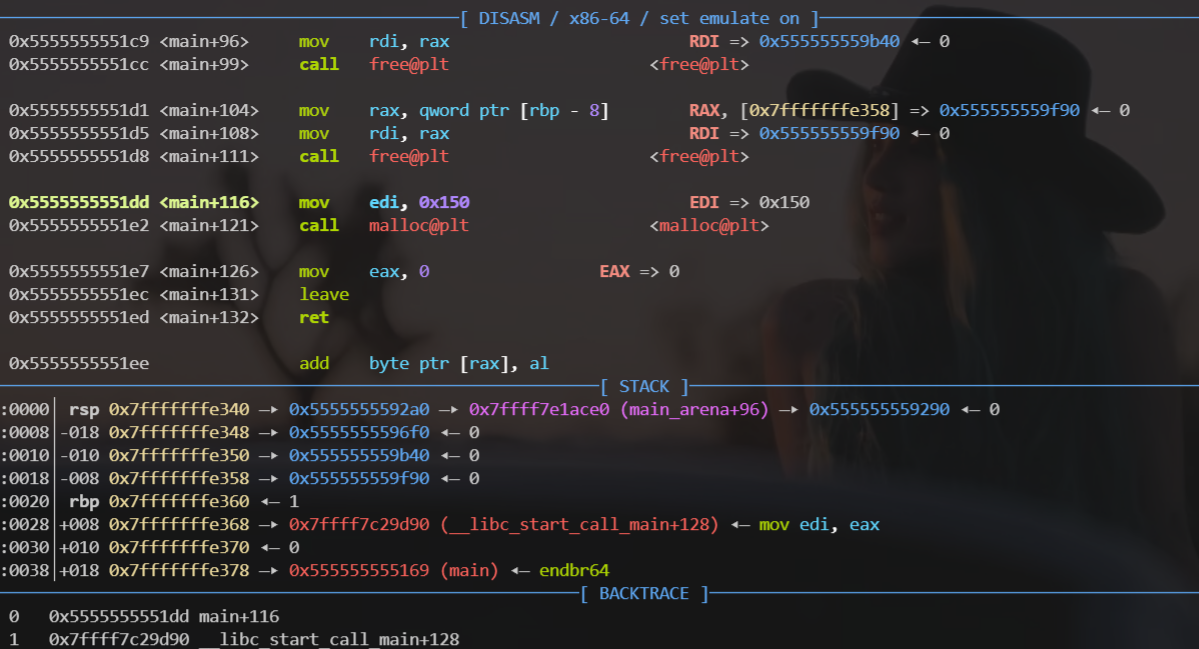 [ DISASM / x86-64 / set emulate on ]
0x5555555551c9 <main+96> mov rdi, rax RDI => 0x555555559b40 ◂— 0
0x5555555551cc <main+99> call free@plt <free@plt>
0x5555555551d1 <main+104> mov rax, qword ptr [rbp - 8] RAX, [0x7fffffffe358] => 0x555555559f90 ◂— 0
0x5555555551d5 <main+108> mov rdi, rax RDI => 0x555555559f90 ◂— 0
0x5555555551d8 <main+111> call free@plt <free@plt>
0x5555555551dd <main+116> mov edi, 0x150 EDI => 0x150
0x5555555551e2 <main+121> call malloc@plt <malloc@plt>
0x5555555551e7 <main+126> mov eax, 0 EAX => 0
0x5555555551ec <main+131> leave
0x5555555551ed <main+132> ret
0x5555555551ee add byte ptr [rax], al
[ STACK ]
:0000│ rsp 0x7fffffffe340 —▸ 0x5555555592a0 —▸ 0x7ffff7e1ace0 (main_arena+96) —▸ 0x555555559290 ◂— 0
:0008│-018 0x7fffffffe348 —▸ 0x5555555596f0 ◂— 0
:0010│-010 0x7fffffffe350 —▸ 0x555555559b40 ◂— 0
:0018│-008 0x7fffffffe358 —▸ 0x555555559f90 ◂— 0
:0020│ rbp 0x7fffffffe360 ◂— 1
:0028│+008 0x7fffffffe368 —▸ 0x7ffff7c29d90 (__libc_start_call_main+128) ◂— mov edi, eax
:0030│+010 0x7fffffffe370 ◂— 0
:0038│+018 0x7fffffffe378 —▸ 0x555555555169 (main) ◂— endbr64
[ BACKTRACE ]
0 0x5555555551dd main+116
1 0x7ffff7c29d90 __libc_start_call_main+128